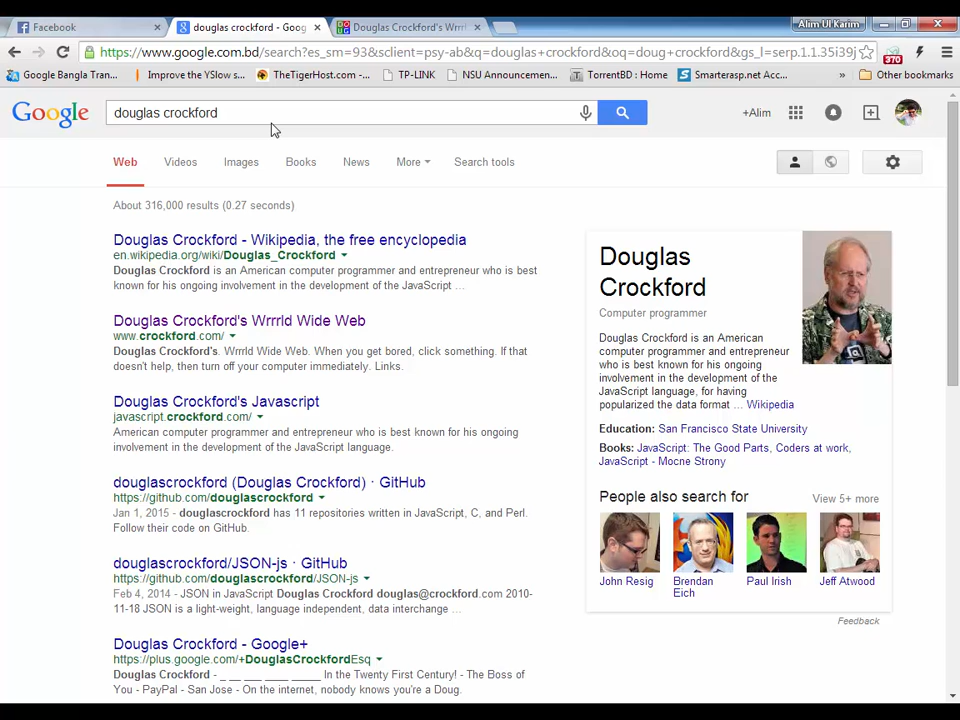 Facebook
douglas crockford - Goog
Douglas Crockford's Wrrrl
Alim Ul Karim
https://www.google.com.bd/search?es_sm=93&sclient=psy-ab&q=douglas+crockford&oq=doug+crockford&gs_l=serp.1.1.35i39j
370
Google Bangla Tran...
Improve the YSlow s...
TheTigerHost.com -...
TP-LINK
NSU Announcemen...
TorrentBD : Home
Smarterasp.net Acc...
»
Other bookmarks
Google
douglas crockford
+Alim
Web
Videos
Images
Books
News
More
Search tools
About 316,000 results (0.27 seconds)
Douglas Crockford - Wikipedia, the free encyclopedia
en.wikipedia.org/wiki/Douglas_Crockford
Douglas Crockford is an American computer programmer and entrepreneur who is best
known for his ongoing involvement in the development of the JavaScript ...
Douglas Crockford's Wrrrld Wide Web
www.crockford.com/
Douglas Crockford's. Wrrrld Wide Web. When you get bored, click something. If that
doesn't help, then turn off your computer immediately. Links.
Douglas Crockford's Javascript
javascript.crockford.com/
American computer programmer and entrepreneur who is best known for his ongoing
involvement in the development of the JavaScript language.
douglascrockford (Douglas Crockford) · GitHub
https://github.com/douglascrockford
Jan 1, 2015 - douglascrockford has 11 repositories written in JavaScript, C, and Perl.
Follow their code on GitHub.
douglascrockford/JSON-js · GitHub
https://github.com/douglascrockford/JSON-js
Feb 4, 2014 - JSON in JavaScript Douglas Crockford douglas@crockford.com 2010-
11-18 JSON is a light-weight, language independent, data interchange ...
Douglas Crockford - Google+
https://plus.google.com/+DouglasCrockfordEsq
Douglas Crockford - _ __ ___ ____ _____ In the Twenty First Century! - The Boss of
You - PayPal - San Jose - On the internet, nobody knows you're a Doug.
Douglas
Crockford
Computer programmer
Douglas Crockford is an American
computer programmer and entrepreneur
who is best known for his ongoing
involvement in the development of the
JavaScript language, for having
popularized the data format ... Wikipedia
Education: San Francisco State University
Books: JavaScript: The Good Parts, Coders at work,
JavaScript - Mocne Strony
People also search for
View 5+ more
John Resig
Brendan
Eich
Paul Irish
Jeff Atwood
Feedback